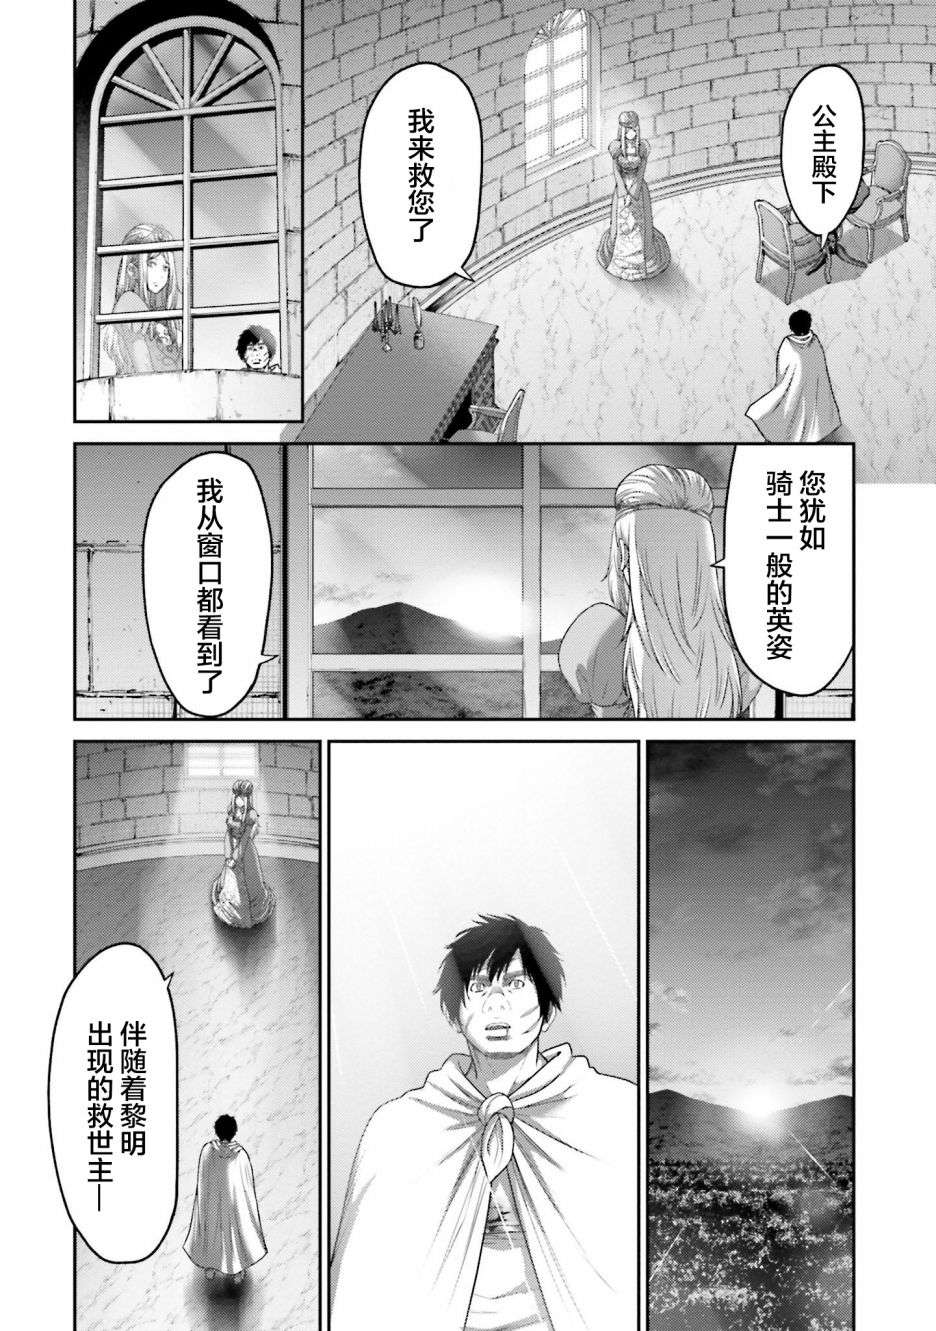 公主殿下
我来救您了
您犹如
骑士一般的英姿
我从窗口都看到了
伴随着黎明
出现的救世主—